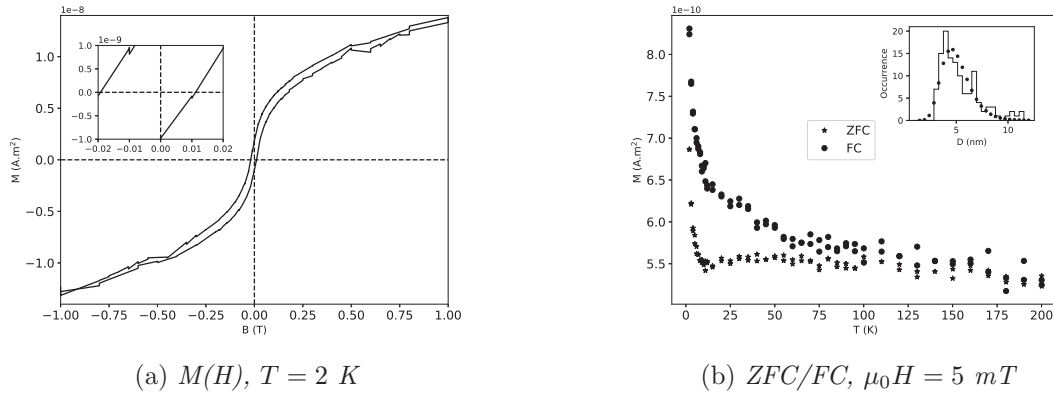 1e−8
M (A.m²)
1.0
0.5
0.0
−0.5
−1.0
1e−9
1.0
0.5
0.0
−0.5
−1.0
−0.02 −0.01 0.00 0.01 0.02
−1.00 −0.75 −0.50 −0.25 0.00 0.25 0.50 0.75 1.00
B (T)
(a) M(H), T = 2 K
1e−10
M (A.m²)
8.5
8.0
7.5
7.0
6.5
6.0
5.5
Occurrence
20
15
10
5
0
5 10
D (nm)
ZFC
FC
0 25 50 75 100 125 150 175 200
T (K)
(b) ZFC/FC, μ₀H = 5 mT